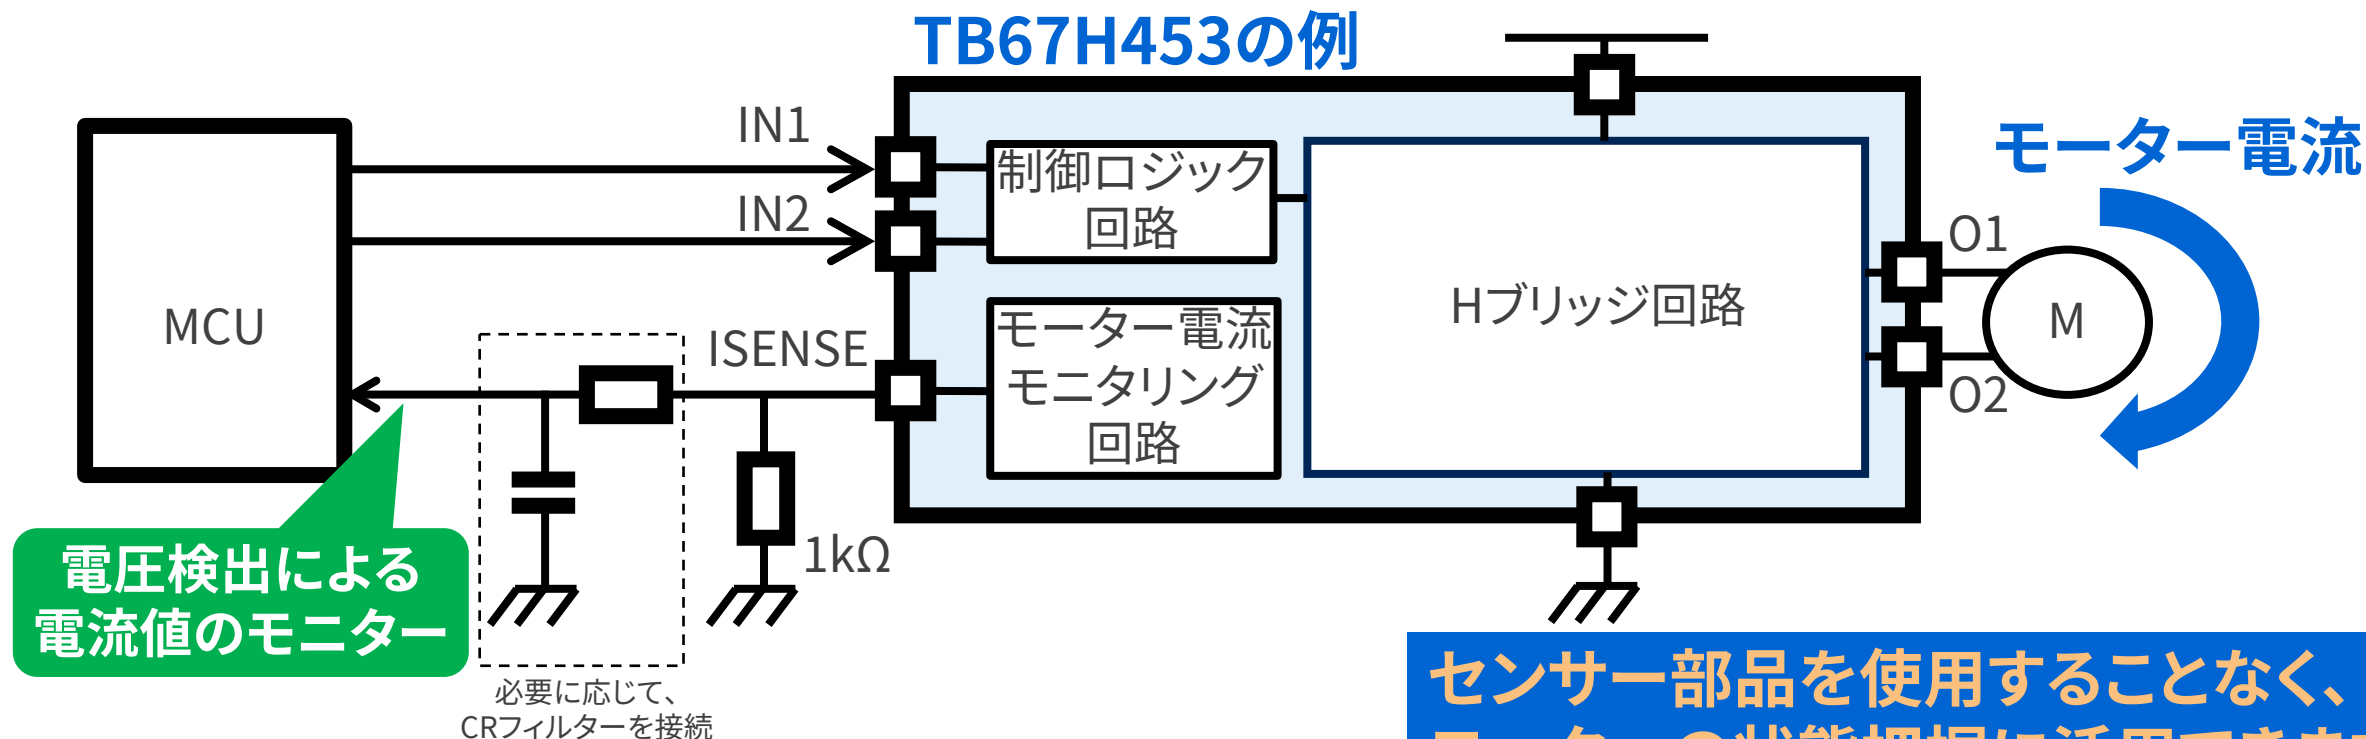 TB67H453の例
IN1
IN2
制御ロジック
回路
モーター電流
O1
MCU
ISENSE
モーター電流
モニタリング
回路
Hブリッジ回路
M
O2
1kΩ
電圧検出による
電流値のモニター
必要に応じて、
CRフィルターを接続
センサー部品を使用することなく、